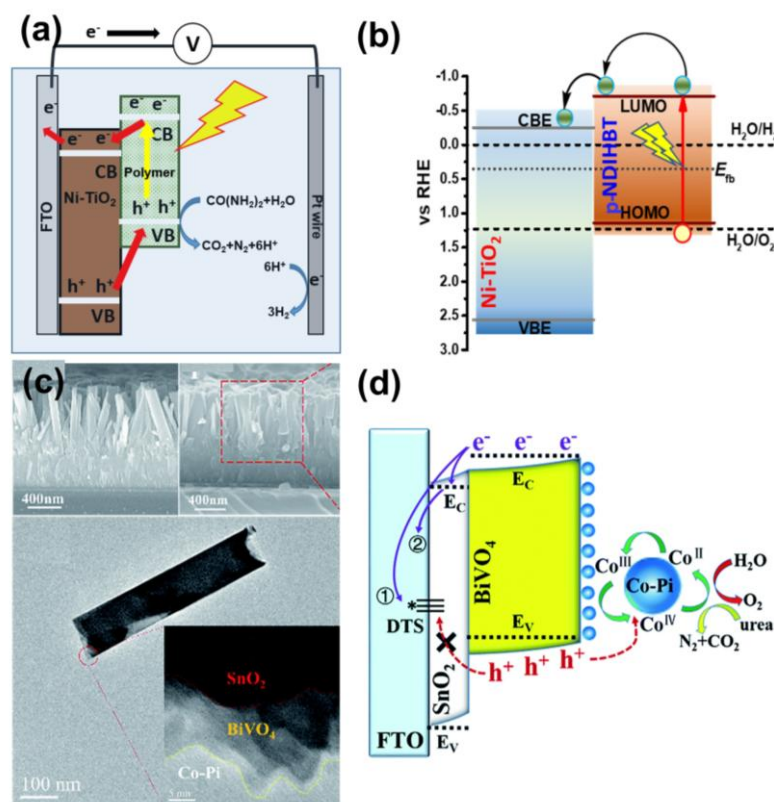 (a)
e⁻
V
e⁻
e⁻ e⁻
e⁻ e⁻
CB
CB
Polymer
Ni-TiO₂
FTO
h⁺ h⁺
VB
h⁺ h⁺
VB
CO(NH₂)₂+H₂O
CO₂+N₂+6H⁺
6H⁺
e⁻
3H₂
Pt wire
(b)
vs RHE
-1.0
-0.5
0.0
0.5
1.0
1.5
2.0
2.5
3.0
CBE
LUMO
p-NDIHBT
HOMO
Ni-TiO₂
VBE
H₂O/H₂
E_fb
H₂O/O₂
(c)
400nm
400nm
100 nm
SnO₂
BiVO₄
Co-Pi
5 nm
(d)
e⁻ e⁻ e⁻
E_C
E_C
②
①
*
DTS
BiVO₄
E_V
SnO₂
h⁺ h⁺ h⁺
FTO
E_V
Co^III
Co^II
Co-Pi
Co^IV
H₂O
O₂
urea
N₂+CO₂